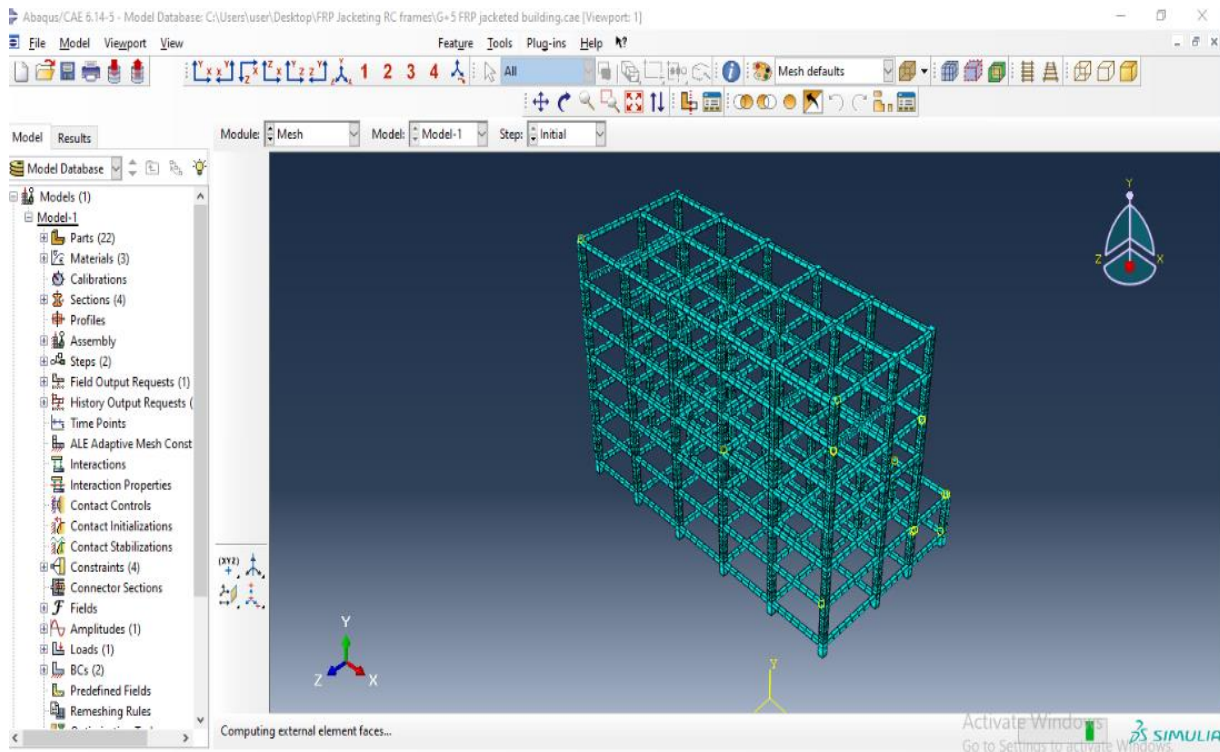 Abaqus/CAE 6.14-5 - Model Database: C:\Users\user\Desktop\FRP Jacketing RC frames\G+5 FRP jacketed building.cae [Viewport: 1]
File Model Viewport View Feature Tools Plug-ins Help
1 2 3 4 All Mesh defaults
Model Results
Module: Mesh Model: Model-1 Step: Initial
Model Database
Models (1)
Model-1
Parts (22)
Materials (3)
Calibrations
Sections (4)
Profiles
Assembly
Steps (2)
Field Output Requests (1)
History Output Requests (
Time Points
ALE Adaptive Mesh Const
Interactions
Interaction Properties
Contact Controls
Contact Initializations
Contact Stabilizations
Constraints (4)
Connector Sections
Fields
Amplitudes (1)
Loads (1)
BCs (2)
Predefined Fields
Remeshing Rules
(XYZ)
Y
Z X
Y
Z X
Y
Computing external element faces...
Activate Windows
Go to Settings to activate Windows.
SIMULIA